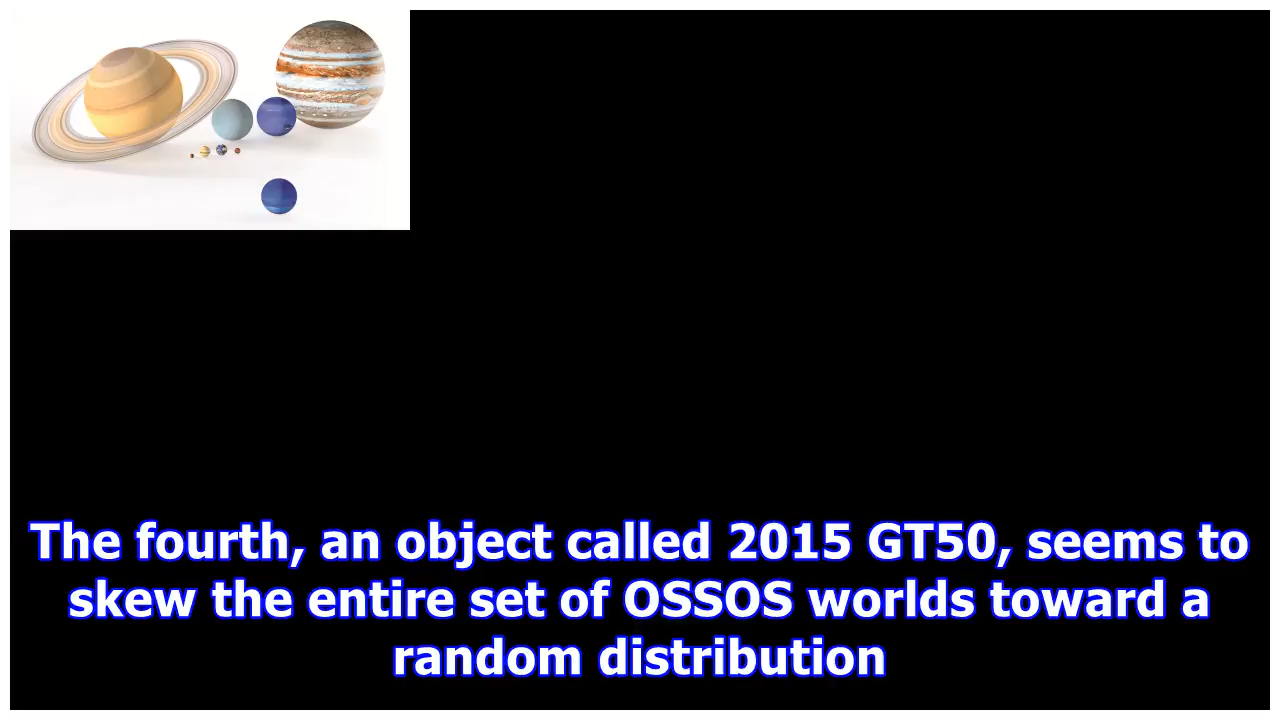 The fourth, an object called 2015 GT50, seems to
skew the entire set of OSSOS worlds toward a
random distribution